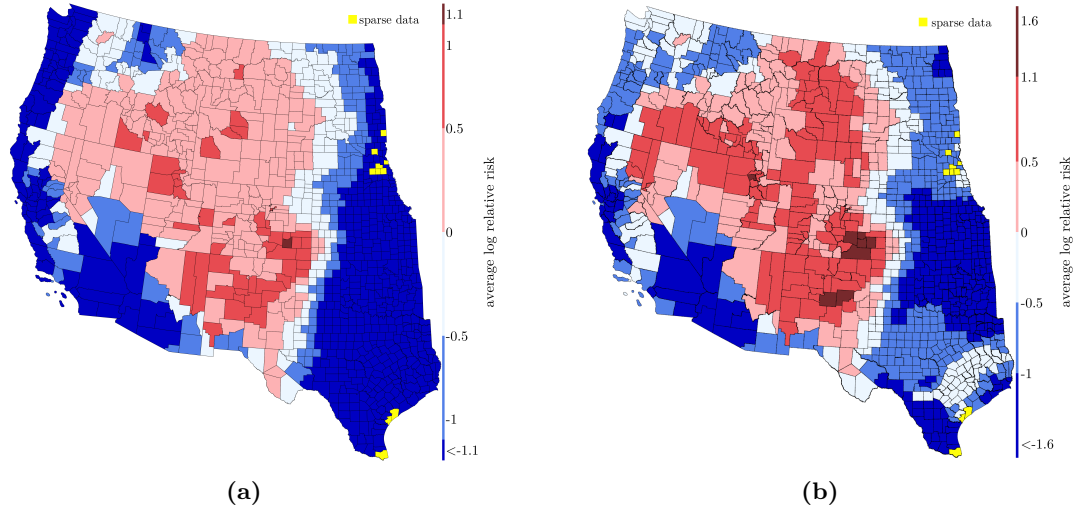 sparse data
1.1
1
0.5
0
-0.5
-1
<-1.1
average log relative risk
(a)
sparse data
1.6
1.1
0.5
0
-0.5
-1
<-1.6
average log relative risk
(b)